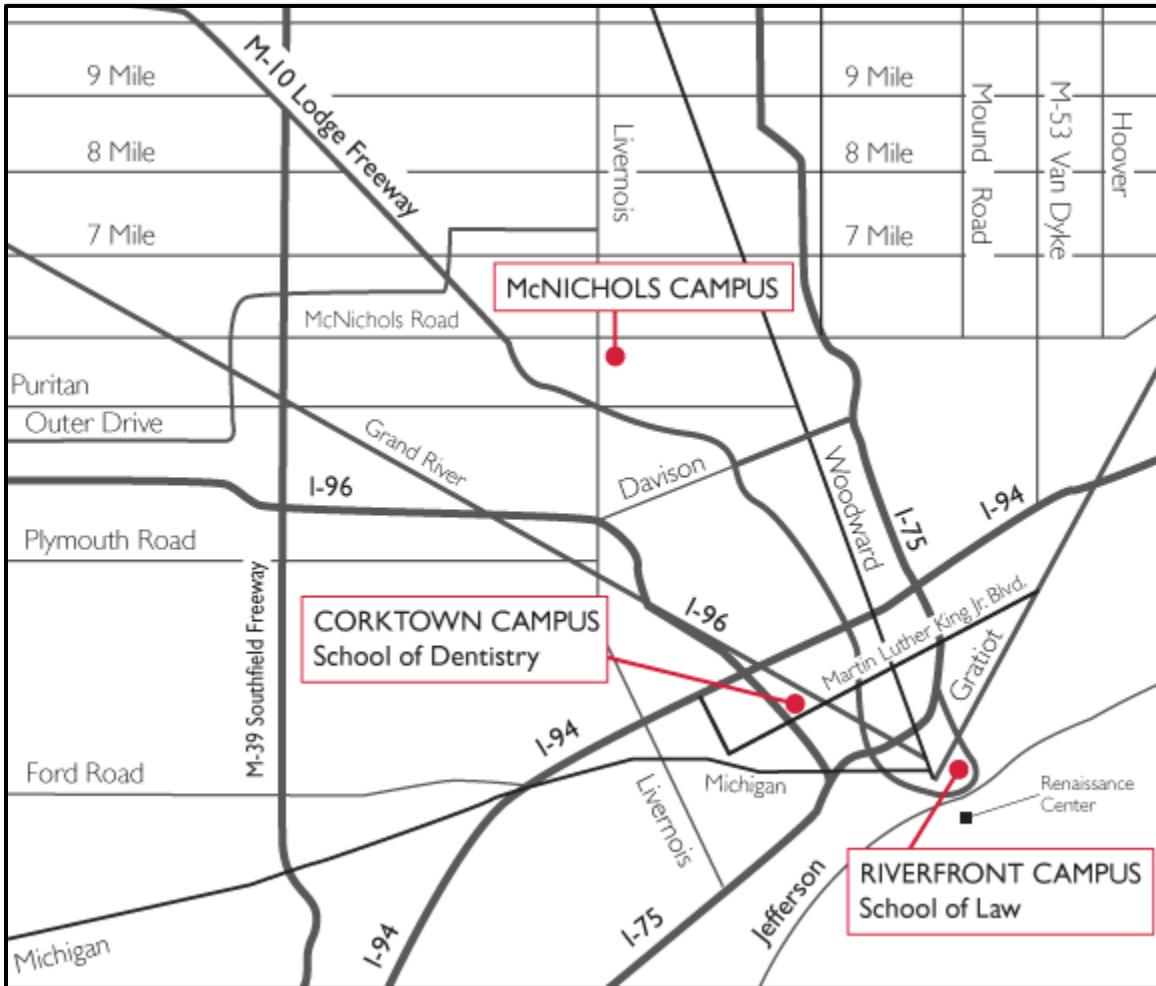 9 Mile
M-10 Lodge Freeway
Livernois
9 Mile
Mound Road
M-53 Van Dyke
Hoover
8 Mile
8 Mile
7 Mile
7 Mile
McNICHOLS CAMPUS
McNichols Road
Puritan
Outer Drive
Grand River
Davison
Woodward
I-96
I-75
I-94
Plymouth Road
M-39 Southfield Freeway
CORKTOWN CAMPUS
School of Dentistry
I-96
Martin Luther King Jr. Blvd.
Gratiot
I-94
Ford Road
Michigan
Livernois
Renaissance
Center
RIVERFRONT CAMPUS
School of Law
Jefferson
I-75
I-94
Michigan